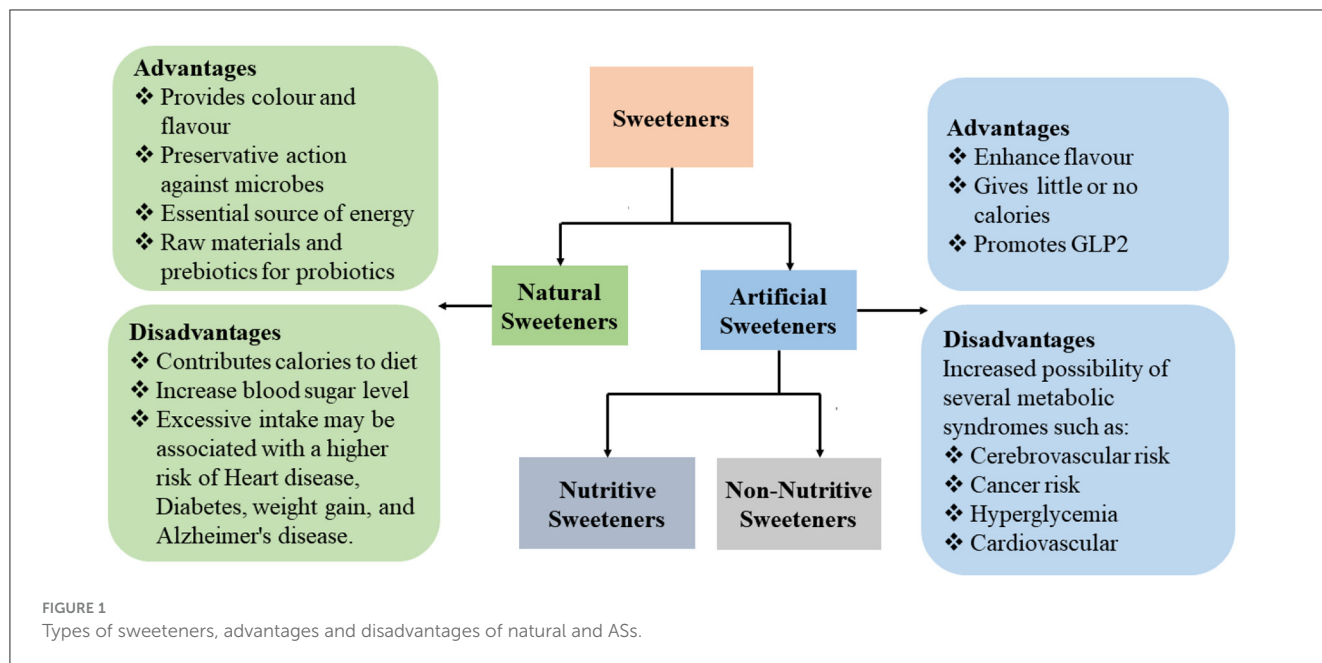 Advantages
❖ Provides colour and
flavour
❖ Preservative action
against microbes
❖ Essential source of energy
❖ Raw materials and
prebiotics for probiotics
Disadvantages
❖ Contributes calories to diet
❖ Increase blood sugar level
❖ Excessive intake may be
associated with a higher
risk of Heart disease,
Diabetes, weight gain, and
Alzheimer's disease.
Sweeteners
Natural
Sweeteners
Artificial
Sweeteners
Nutritive
Sweeteners
Non-Nutritive
Sweeteners
Advantages
❖ Enhance flavour
❖ Gives little or no
calories
❖ Promotes GLP2
Disadvantages
Increased possibility of
several metabolic
syndromes such as:
❖ Cerebrovascular risk
❖ Cancer risk
❖ Hyperglycemia
❖ Cardiovascular
FIGURE 1
Types of sweeteners, advantages and disadvantages of natural and ASs.